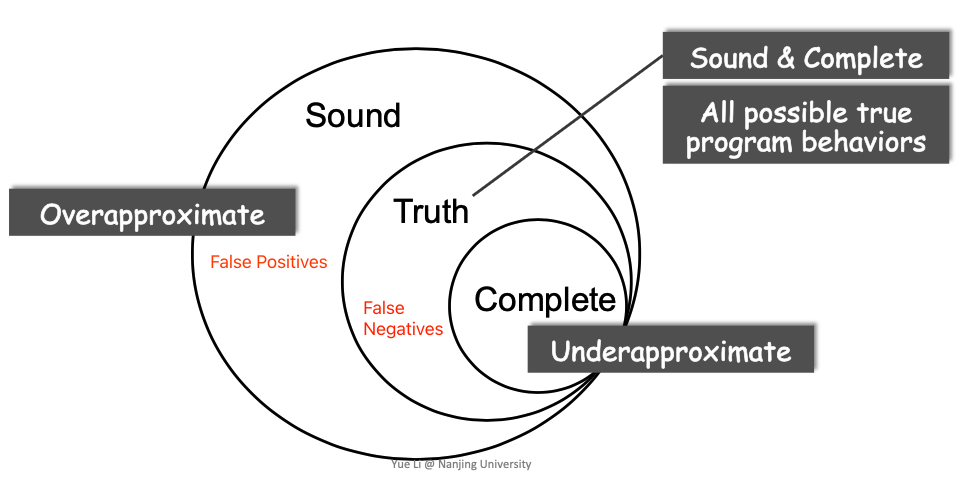 Sound & Complete
All possible true
program behaviors
Sound
Overapproximate
Truth
False Positives
False
Negatives
Complete
Underapproximate
Yue Li @ Nanjing University